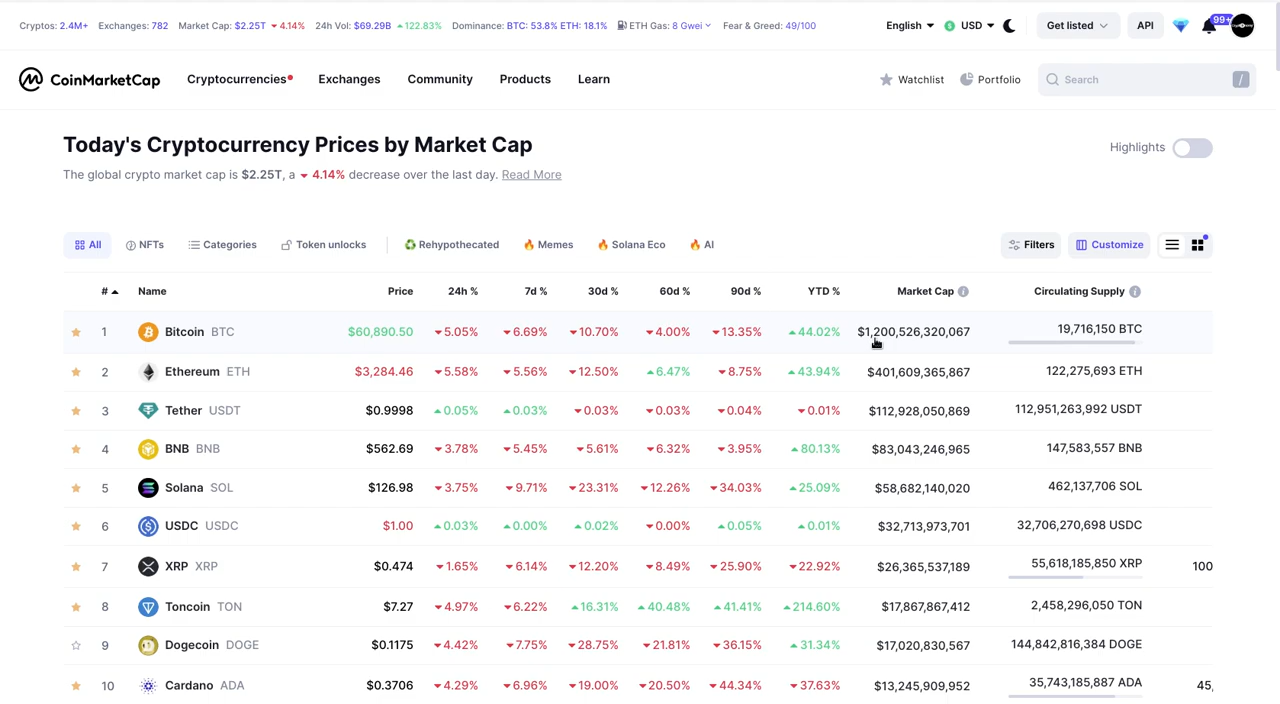 Cryptos: 2.4M+ Exchanges: 782 Market Cap: $2.25T 4.14% 24h Vol: $69.29B 122.83% Dominance: BTC: 53.8% ETH: 18.1% ETH Gas: 8 Gwei Fear & Greed: 49/100 English USD Get listed API 99+
CoinMarketCap Cryptocurrencies Exchanges Community Products Learn Watchlist Portfolio Search /
Today's Cryptocurrency Prices by Market Cap
Highlights
The global crypto market cap is $2.25T, a 4.14% decrease over the last day. Read More
All NFTs Categories Token unlocks Rehypothecated Memes Solana Eco AI Filters Customize
# Name Price 24h % 7d % 30d % 60d % 90d % YTD % Market Cap Circulating Supply
1 Bitcoin BTC $60,890.50 5.05% 6.69% 10.70% 4.00% 13.35% 44.02% $1,200,526,320,067 19,716,150 BTC
2 Ethereum ETH $3,284.46 5.58% 5.56% 12.50% 6.47% 8.75% 43.94% $401,609,365,867 122,275,693 ETH
3 Tether USDT $0.9998 0.05% 0.03% 0.03% 0.03% 0.04% 0.01% $112,928,050,869 112,951,263,992 USDT
4 BNB BNB $562.69 3.78% 5.45% 5.61% 6.32% 3.95% 80.13% $83,043,246,965 147,583,557 BNB
5 Solana SOL $126.98 3.75% 9.71% 23.31% 12.26% 34.03% 25.09% $58,682,140,020 462,137,706 SOL
6 USDC USDC $1.00 0.03% 0.00% 0.02% 0.00% 0.05% 0.01% $32,713,973,701 32,706,270,698 USDC
7 XRP XRP $0.474 1.65% 6.14% 12.20% 8.49% 25.90% 22.92% $26,365,537,189 55,618,185,850 XRP 100
8 Toncoin TON $7.27 4.97% 6.22% 16.31% 40.48% 41.41% 214.60% $17,867,867,412 2,458,296,050 TON
9 Dogecoin DOGE $0.1175 4.42% 7.75% 28.75% 21.81% 36.15% 31.34% $17,020,830,567 144,842,816,384 DOGE
10 Cardano ADA $0.3706 4.29% 6.96% 19.00% 20.50% 44.34% 37.63% $13,245,909,952 35,743,185,887 ADA 45,